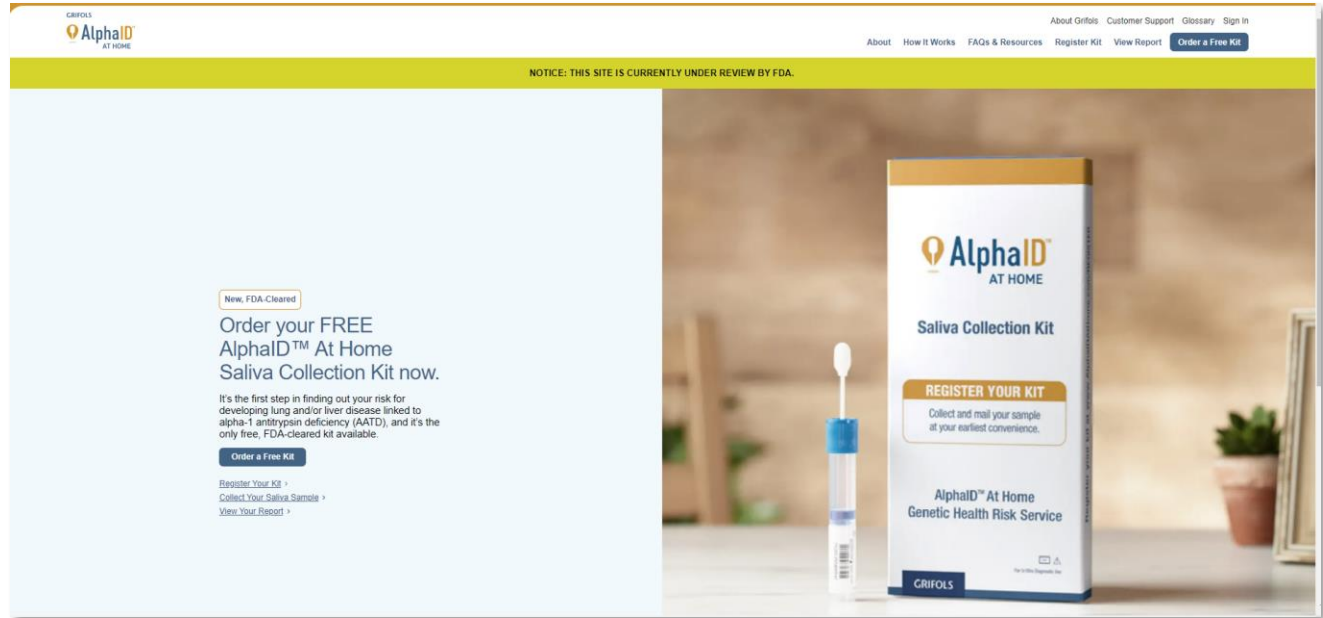 GRIFOLS
AlphaID™
AT HOME
About Grifols Customer Support Glossary Sign In
About How It Works FAQs & Resources Register Kit View Report Order a Free Kit
NOTICE: THIS SITE IS CURRENTLY UNDER REVIEW BY FDA.
New, FDA-Cleared
Order your FREE
AlphaID™ At Home
Saliva Collection Kit now.
It's the first step in finding out your risk for
developing lung and/or liver disease linked to
alpha-1 antitrypsin deficiency (AATD), and it's the
only free, FDA-cleared kit available.
Order a Free Kit
Register Your Kit ›
Collect Your Saliva Sample ›
View Your Report ›
AlphaID™
AT HOME
Saliva Collection Kit
REGISTER YOUR KIT
Collect and mail your sample
at your earliest convenience.
AlphaID™ At Home
Genetic Health Risk Service
GRIFOLS